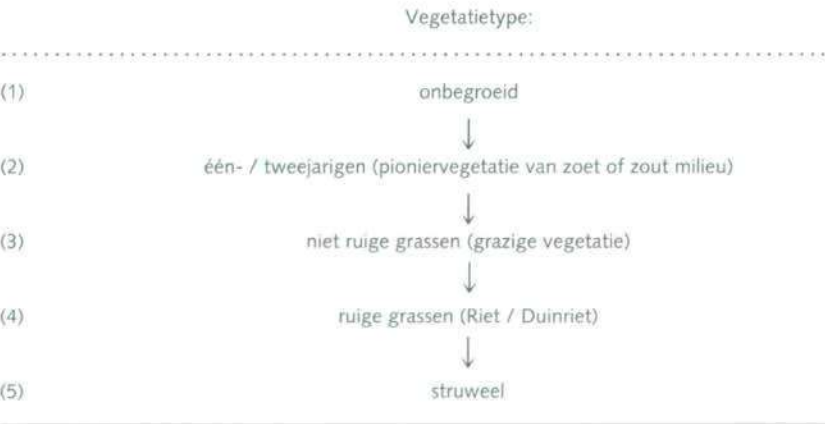 Vegetatietype:
(1) onbegroeid
(2) één- / tweejarigen (pioniervegetatie van zoet of zout milieu)
(3) niet ruige grassen (grazige vegetatie)
(4) ruige grassen (Riet / Duinriet)
(5) struweel